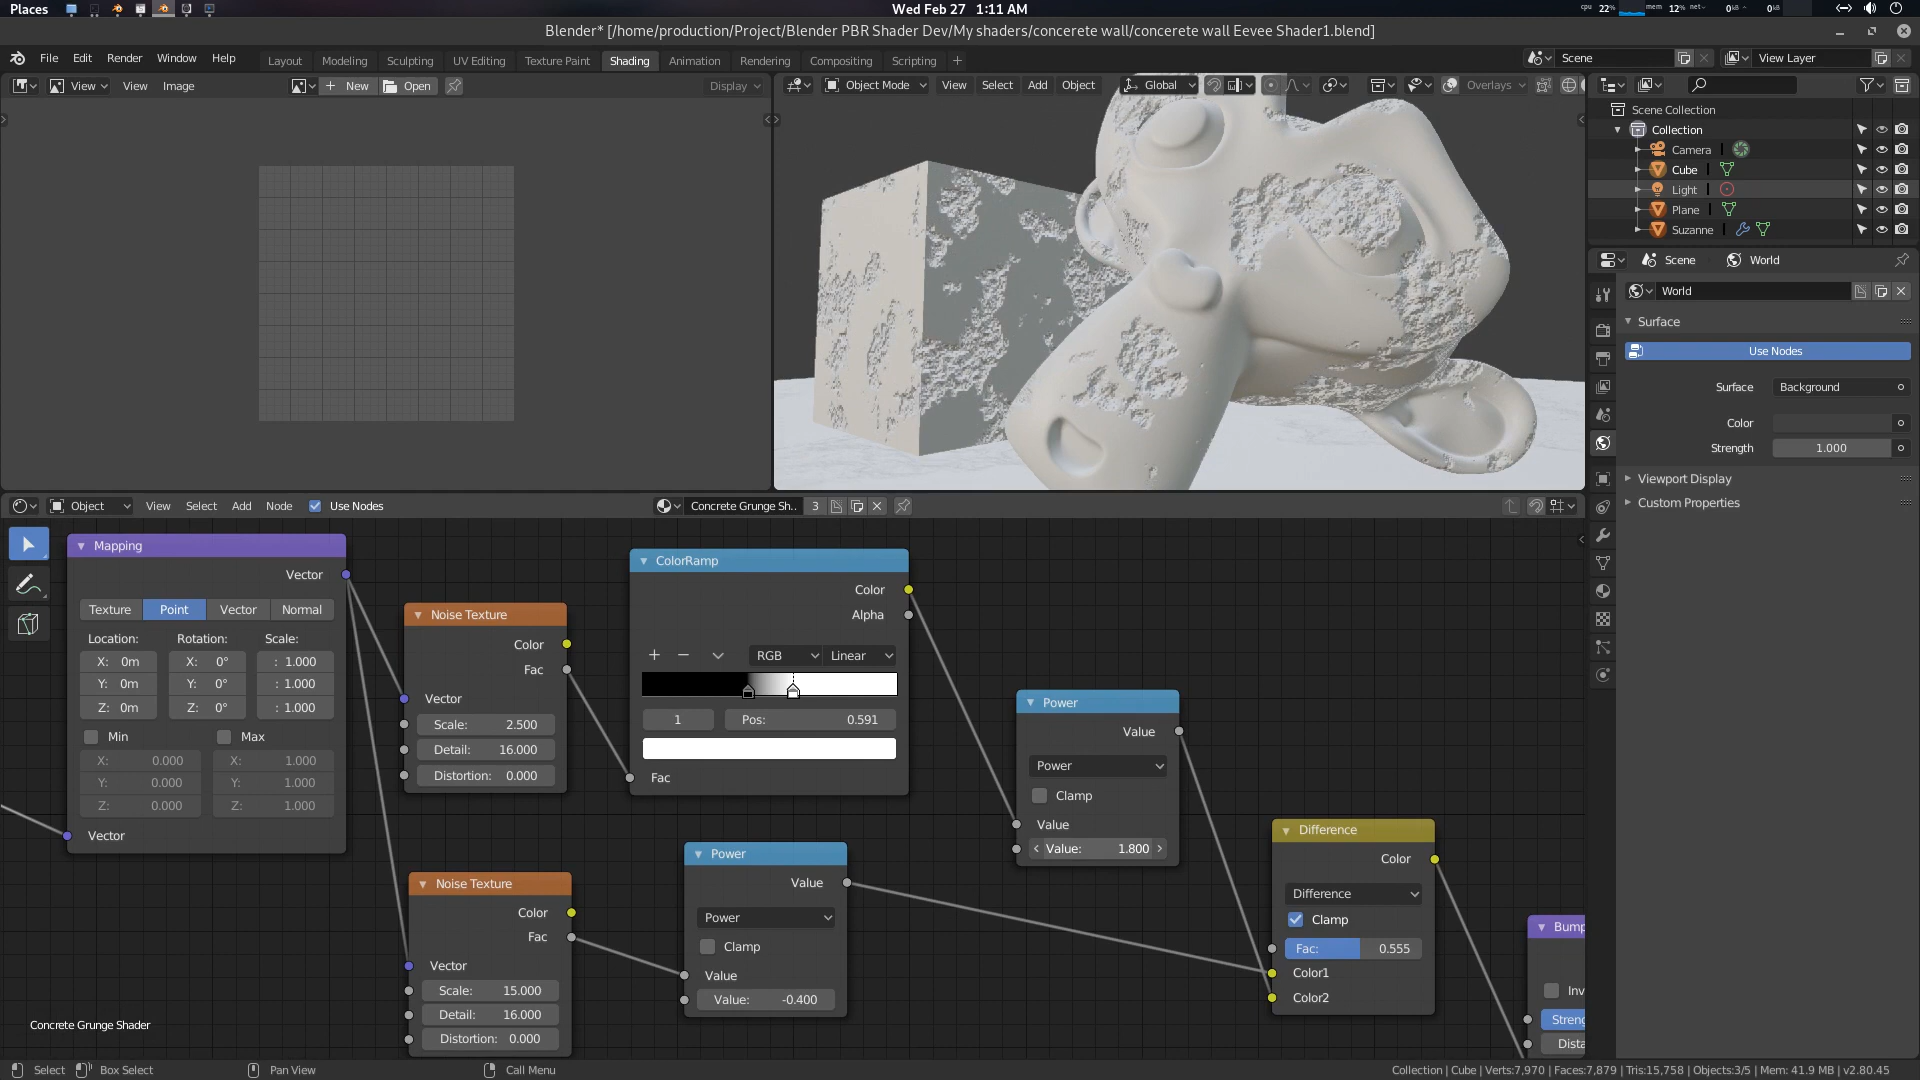 Places
Wed Feb 27 1:11 AM
cpu 22% mem 12% net 0kB 0kB
Blender* [/home/production/Project/Blender PBR Shader Dev/My shaders/concerete wall/concerete wall Eevee Shader1.blend]
File Edit Render Window Help
Layout Modeling Sculpting UV Editing Texture Paint Shading Animation Rendering Compositing Scripting +
Scene
View Layer
View View Image + New Open Display
Object Mode View Select Add Object Global Overlays
Scene Collection
Collection
Camera
Cube
Light
Plane
Suzanne
Scene World
World
Surface
Use Nodes
Surface Background
Color
Strength 1.000
Viewport Display
Custom Properties
Object View Select Add Node Use Nodes Concrete Grunge Sh.. 3
Mapping
Vector
Texture Point Vector Normal
Location: Rotation: Scale:
X: 0m X: 0° : 1.000
Y: 0m Y: 0° : 1.000
Z: 0m Z: 0° : 1.000
Min Max
X: 0.000 X: 1.000
Y: 0.000 Y: 1.000
Z: 0.000 Z: 1.000
Vector
Noise Texture
Color
Fac
Vector
Scale: 2.500
Detail: 16.000
Distortion: 0.000
ColorRamp
Color
Alpha
+ − RGB Linear
1 Pos: 0.591
Fac
Power
Value
Power
Clamp
Value
Value: 1.800
Noise Texture
Color
Fac
Vector
Scale: 15.000
Detail: 16.000
Distortion: 0.000
Power
Value
Power
Clamp
Value
Value: -0.400
Difference
Color
Difference
Clamp
Fac: 0.555
Color1
Color2
Bump
Inv
Streng
Dista
Concrete Grunge Shader
Select Box Select Pan View Call Menu
Collection | Cube | Verts:7,970 | Faces:7,879 | Tris:15,758 | Objects:3/5 | Mem: 41.9 MB | v2.80.45